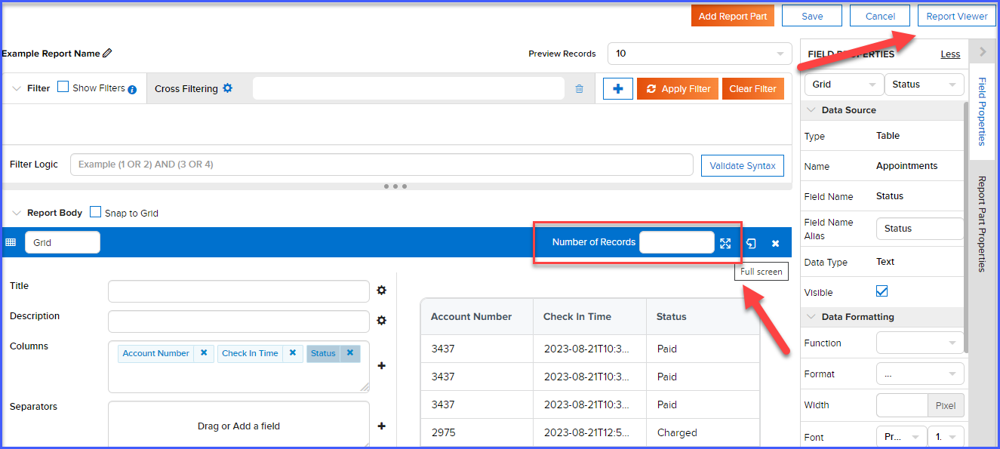 Add Report Part Save Cancel Report Viewer
Example Report Name Preview Records 10
FIELD PROPERTIES Less
Filter Show Filters Cross Filtering Apply Filter Clear Filter
Grid Status
Data Source
Type Table
Filter Logic Example (1 OR 2) AND (3 OR 4) Validate Syntax
Name Appointments
Field Name Status
Report Body Snap to Grid
Field Name Alias Status
Grid Number of Records
Data Type Text
Full screen
Visible
Title
Description
Columns Account Number Check In Time Status
Separators Drag or Add a field
Account Number Check In Time Status
3437 2023-08-21T10:3... Paid
3437 2023-08-21T10:3... Paid
3437 2023-08-21T10:3... Paid
2975 2023-08-21T12:5... Charged
Data Formatting
Function
Format ...
Width Pixel
Font Pr... 1.
Field Properties
Report Part Properties